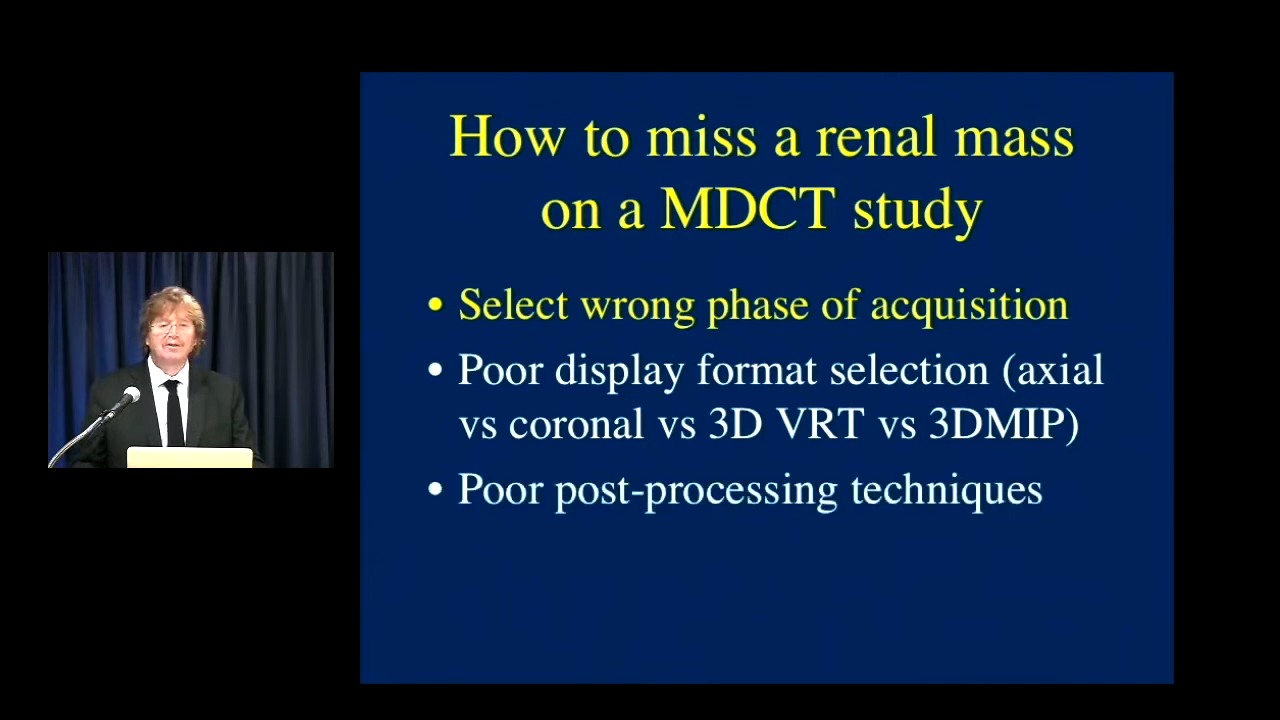 How to miss a renal mass
on a MDCT study
• Select wrong phase of acquisition
• Poor display format selection (axial
vs coronal vs 3D VRT vs 3DMIP)
• Poor post-processing techniques